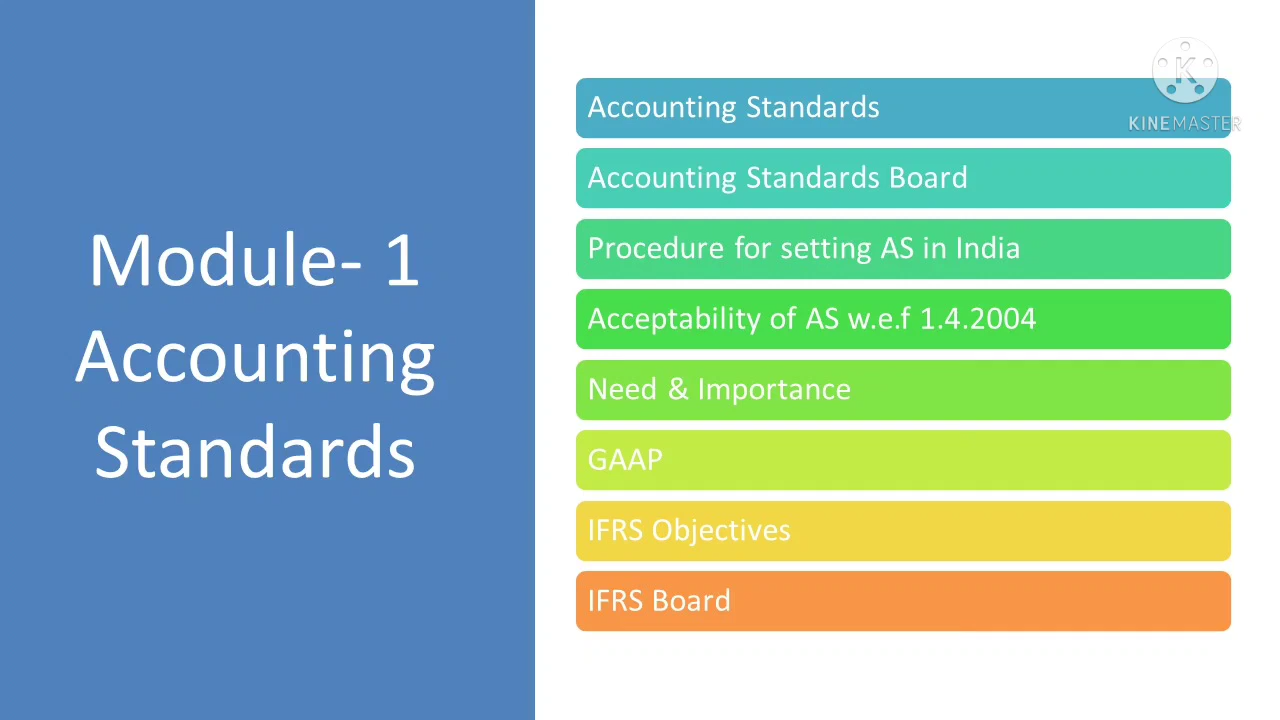 Module- 1
Accounting
Standards
Accounting Standards
Accounting Standards Board
Procedure for setting AS in India
Acceptability of AS w.e.f 1.4.2004
Need & Importance
GAAP
IFRS Objectives
IFRS Board
K
KINEMASTER